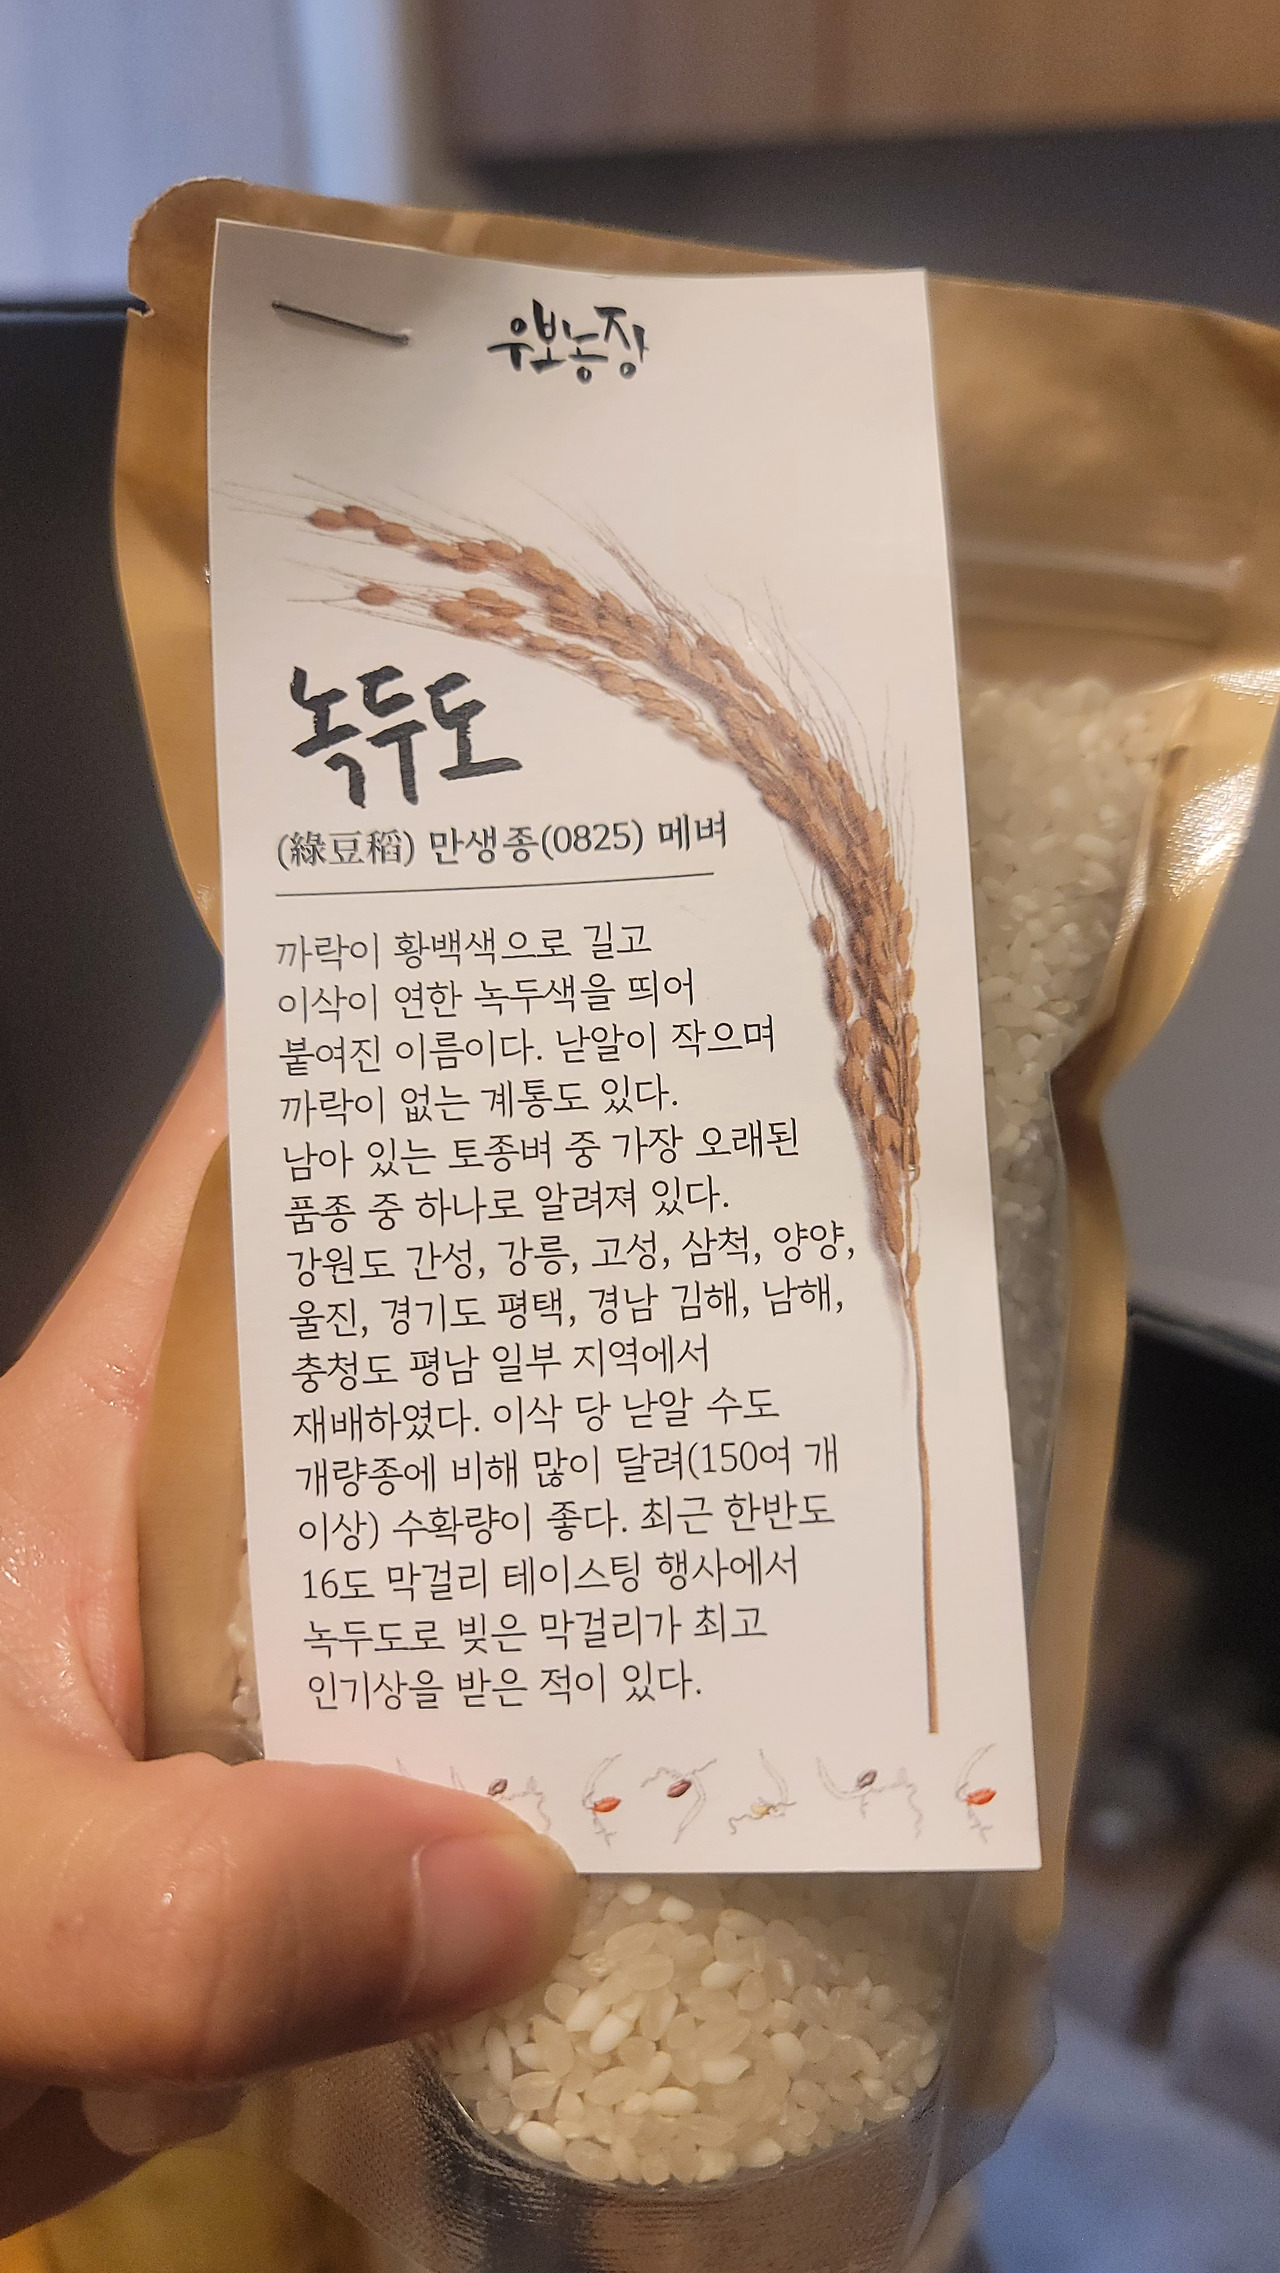 우보농장
녹두도
(綠豆稻) 만생종(0825) 메벼
까락이 황백색으로 길고
이삭이 연한 녹두색을 띄어
붙여진 이름이다. 낟알이 작으며
까락이 없는 계통도 있다.
남아 있는 토종벼 중 가장 오래된
품종 중 하나로 알려져 있다.
강원도 간성, 강릉, 고성, 삼척, 양양,
울진, 경기도 평택, 경남 김해, 남해,
충청도 평남 일부 지역에서
재배하였다. 이삭 당 낟알 수도
개량종에 비해 많이 달려(150여 개
이상) 수확량이 좋다. 최근 한반도
16도 막걸리 테이스팅 행사에서
녹두도로 빚은 막걸리가 최고
인기상을 받은 적이 있다.